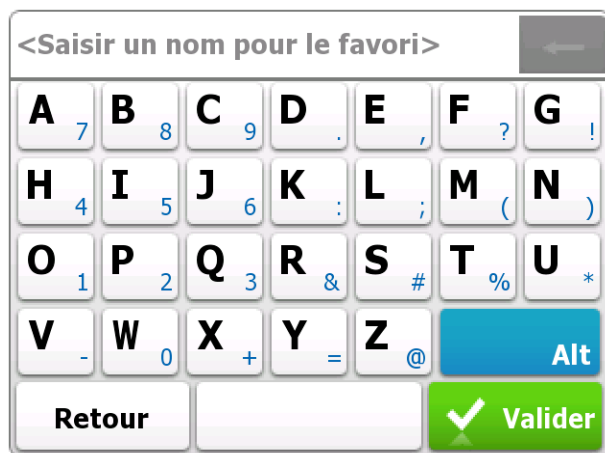 <Saisir un nom pour le favori>
A 7 B 8 C 9 D . E , F ? G !
H 4 I 5 J 6 K : L ; M ( N )
O 1 P 2 Q 3 R & S # T % U *
V - W 0 X + Y = Z @ Alt
Retour Valider